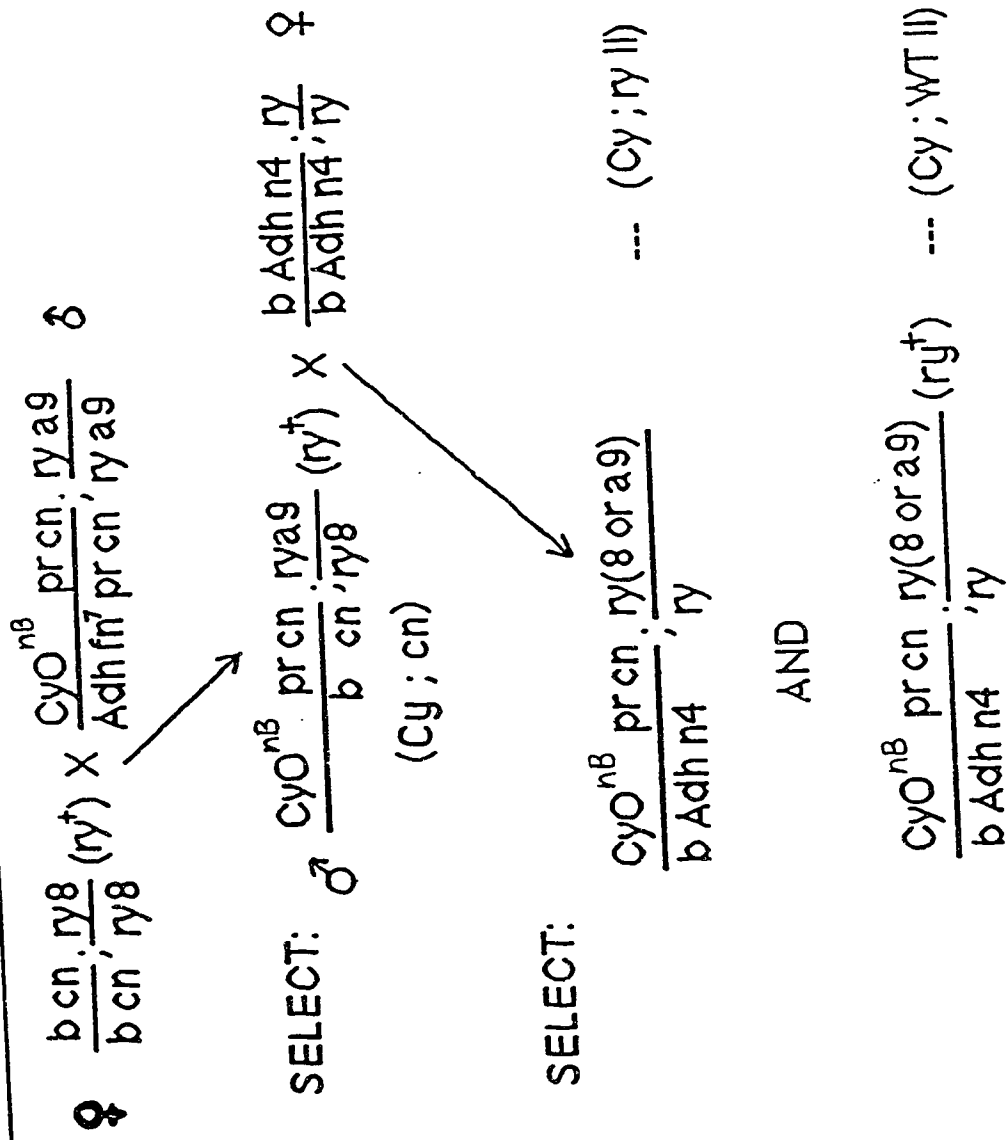 ♀ b cn ; ry8 (ry+) X CyO^nB pr cn ; ry a9 ♂
b cn ' ry8 Adh fn7 pr cn ' ry a9
SELECT: ♂ CyO^nB pr cn ; rya9 (ry+) X b Adh n4 ; ry ♀
b cn ' ry8 b Adh n4 ' ry
(Cy ; cn)
SELECT: CyO^nB pr cn ; ry(8 or a9) --- (Cy ; ry II)
b Adh n4 ' ry
AND
CyO^nB pr cn ; ry(8 or a9) (ry+) --- (Cy ; WT II)
b Adh n4 ' ry